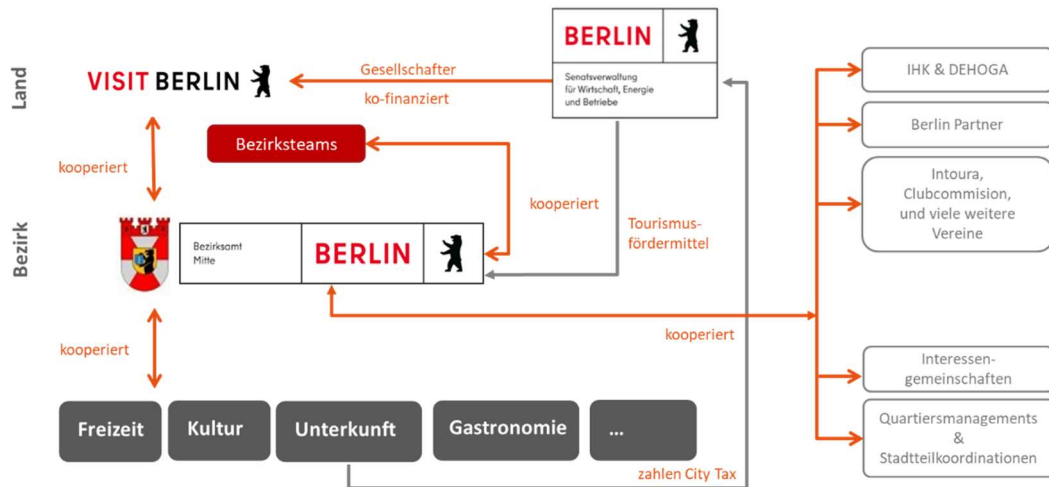 Land
Bezirk
VISIT BERLIN
Gesellschafter
ko-finanziert
BERLIN
Senatsverwaltung
für Wirtschaft, Energie
und Betriebe
Bezirksteams
kooperiert
kooperiert
Tourismus-
fördermittel
Bezirksamt
Mitte
BERLIN
kooperiert
kooperiert
Freizeit
Kultur
Unterkunft
Gastronomie
...
zahlen City Tax
IHK & DEHOGA
Berlin Partner
Intoura,
Clubcommision,
und viele weitere
Vereine
Interessen-
gemeinschaften
Quartiersmanagements
&
Stadtteilkoordinationen